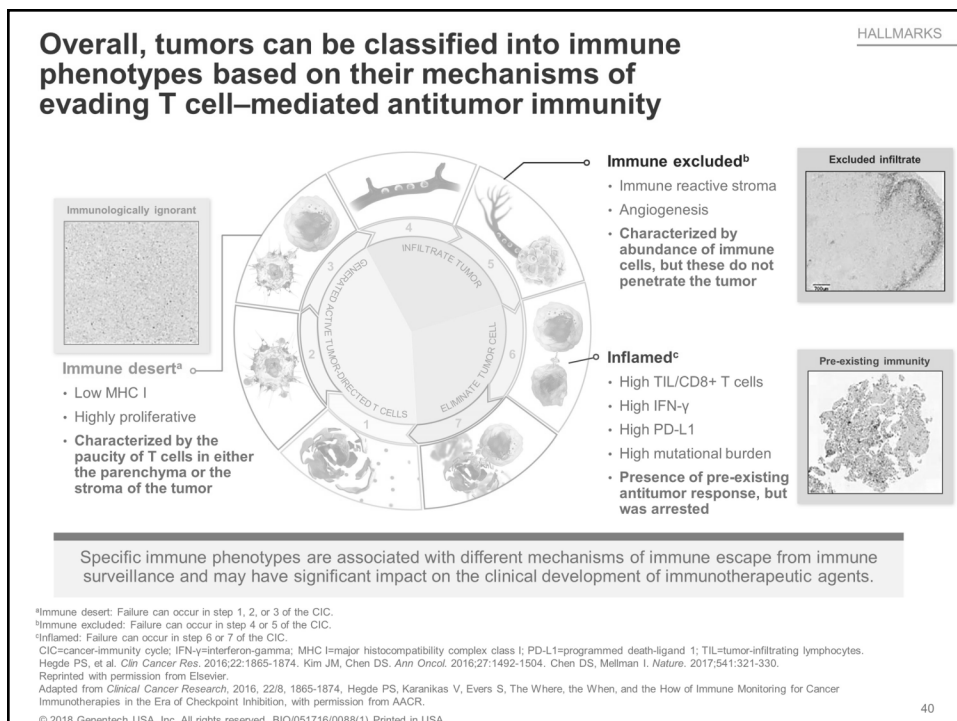 HALLMARKS
Overall, tumors can be classified into immune
phenotypes based on their mechanisms of
evading T cell–mediated antitumor immunity
Immunologically ignorant
Immune desertᵃ
• Low MHC I
• Highly proliferative
• Characterized by the
paucity of T cells in either
the parenchyma or the
stroma of the tumor
1
2
3
4
5
6
7
GENERATED ACTIVE TUMOR-DIRECTED T CELLS
INFILTRATE TUMOR
ELIMINATE TUMOR CELL
Immune excludedᵇ
• Immune reactive stroma
• Angiogenesis
• Characterized by
abundance of immune
cells, but these do not
penetrate the tumor
Excluded infiltrate
700µm
Inflamedᶜ
• High TIL/CD8+ T cells
• High IFN-γ
• High PD-L1
• High mutational burden
• Presence of pre-existing
antitumor response, but
was arrested
Pre-existing immunity
Specific immune phenotypes are associated with different mechanisms of immune escape from immune
surveillance and may have significant impact on the clinical development of immunotherapeutic agents.
ᵃImmune desert: Failure can occur in step 1, 2, or 3 of the CIC.
ᵇImmune excluded: Failure can occur in step 4 or 5 of the CIC.
ᶜInflamed: Failure can occur in step 6 or 7 of the CIC.
CIC=cancer-immunity cycle; IFN-γ=interferon-gamma; MHC I=major histocompatibility complex class I; PD-L1=programmed death-ligand 1; TIL=tumor-infiltrating lymphocytes.
Hegde PS, et al. Clin Cancer Res. 2016;22:1865-1874. Kim JM, Chen DS. Ann Oncol. 2016;27:1492-1504. Chen DS, Mellman I. Nature. 2017;541:321-330.
Reprinted with permission from Elsevier.
Adapted from Clinical Cancer Research, 2016, 22/8, 1865-1874, Hegde PS, Karanikas V, Evers S, The Where, the When, and the How of Immune Monitoring for Cancer
Immunotherapies in the Era of Checkpoint Inhibition, with permission from AACR.
© 2018 Genentech USA, Inc. All rights reserved. BIO/051716/0088(1) Printed in USA.
40